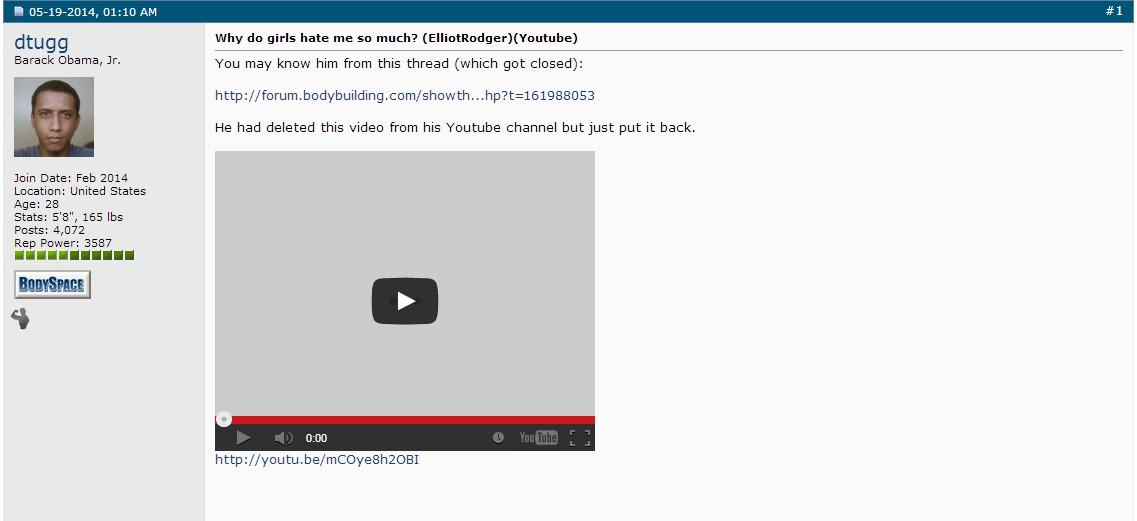 05-19-2014, 01:10 AM
#1
dtugg
Barack Obama, Jr.
Join Date: Feb 2014
Location: United States
Age: 28
Stats: 5'8", 165 lbs
Posts: 4,072
Rep Power: 3587
BODYSPACE
Why do girls hate me so much? (ElliotRodger)(Youtube)
You may know him from this thread (which got closed):
http://forum.bodybuilding.com/showth...hp?t=161988053
He had deleted this video from his Youtube channel but just put it back.
0:00
YouTube
http://youtu.be/mCOye8h2OBI